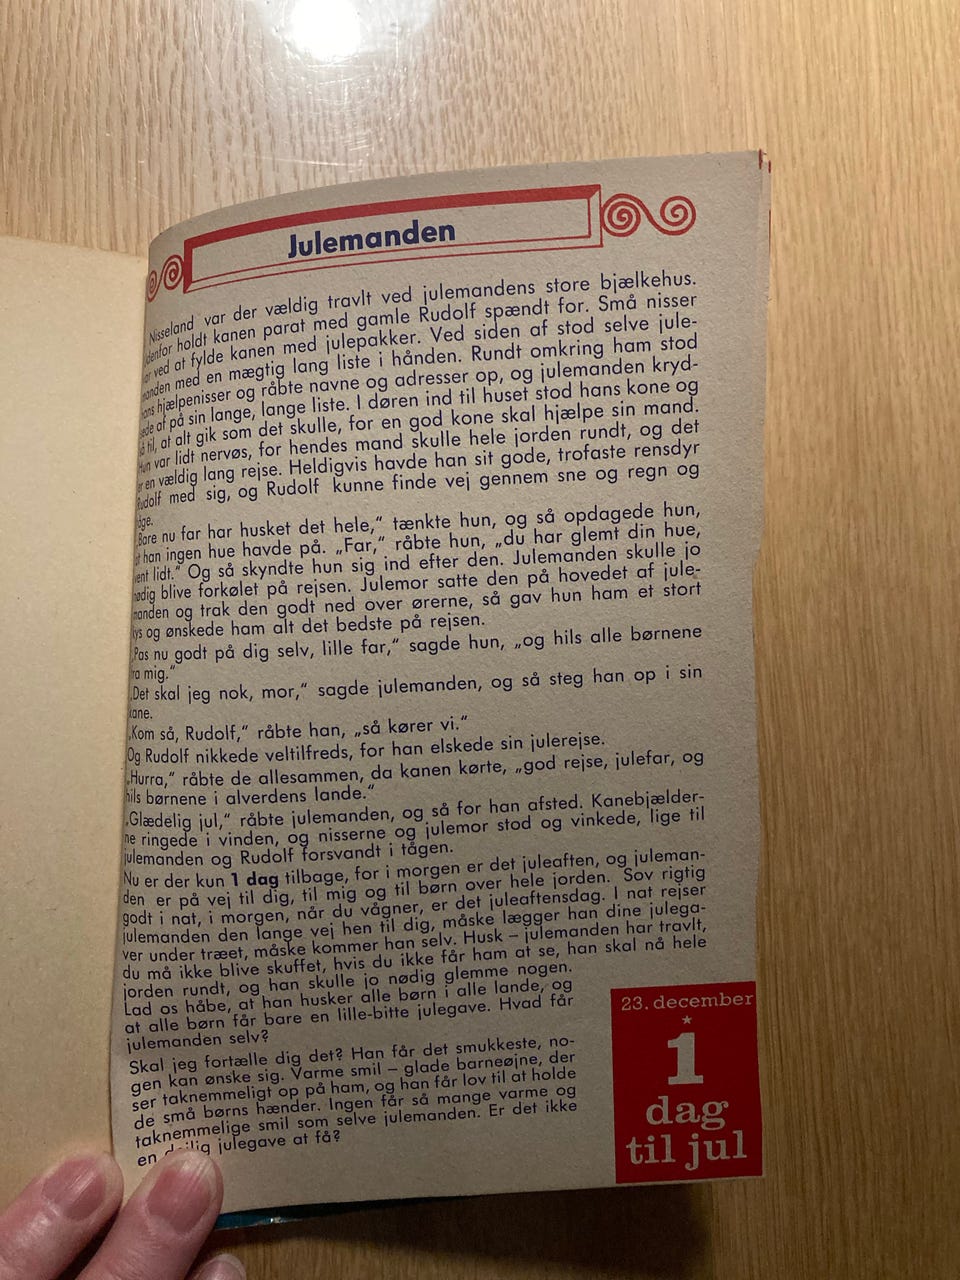 Julemanden
Nisseland var der vældig travlt ved julemandens store bjælkehus.
denfor holdt kanen parat med gamle Rudolf spændt for. Små nisser
var ved at fylde kanen med julepakker. Ved siden af stod selve jule-
manden med en mægtig lang liste i hånden. Rundt omkring ham stod
hans hjælpenisser og råbte navne og adresser op, og julemanden kryd-
sede af på sin lange, lange liste. I døren ind til huset stod hans kone og
så til, at alt gik som det skulle, for en god kone skal hjælpe sin mand.
Hun var lidt nervøs, for hendes mand skulle hele jorden rundt, og det
er en vældig lang rejse. Heldigvis havde han sit gode, trofaste rensdyr
Rudolf med sig, og Rudolf kunne finde vej gennem sne og regn og
tåge.
„Bare nu far har husket det hele,“ tænkte hun, og så opdagede hun,
at han ingen hue havde på. „Far,“ råbte hun, „du har glemt din hue,
vent lidt.“ Og så skyndte hun sig ind efter den. Julemanden skulle jo
nødig blive forkølet på rejsen. Julemor satte den på hovedet af jule-
manden og trak den godt ned over ørerne, så gav hun ham et stort
kys og ønskede ham alt det bedste på rejsen.
„Pas nu godt på dig selv, lille far,“ sagde hun, „og hils alle børnene
fra mig.“
„Det skal jeg nok, mor,“ sagde julemanden, og så steg han op i sin
kane.
„Kom så, Rudolf,“ råbte han, „så kører vi.“
Og Rudolf nikkede veltilfreds, for han elskede sin julerejse.
„Hurra,“ råbte de allesammen, da kanen kørte, „god rejse, julefar, og
hils børnene i alverdens lande.“
„Glædelig jul,“ råbte julemanden, og så for han afsted. Kanebjælder-
ne ringede i vinden, og nisserne og julemor stod og vinkede, lige til
julemanden og Rudolf forsvandt i tågen.
Nu er der kun 1 dag tilbage, for i morgen er det juleaften, og juleman-
den er på vej til dig, til mig og til børn over hele jorden. Sov rigtig
godt i nat, i morgen, når du vågner, er det juleaftensdag. I nat rejser
julemanden den lange vej hen til dig, måske lægger han dine julega-
ver under træet, måske kommer han selv. Husk – julemanden har travlt,
du må ikke blive skuffet, hvis du ikke får ham at se, han skal nå hele
jorden rundt, og han skulle jo nødig glemme nogen.
Lad os håbe, at han husker alle børn i alle lande, og
at alle børn får bare en lille-bitte julegave. Hvad får
julemanden selv?
Skal jeg fortælle dig det? Han får det smukkeste, no-
gen kan ønske sig. Varme smil – glade barneøjne, der
ser taknemmeligt op på ham, og han får lov til at holde
de små børns hænder. Ingen får så mange varme og
taknemmelige smil som selve julemanden. Er det ikke
en dejlig julegave at få?
23. december
1
dag
til jul